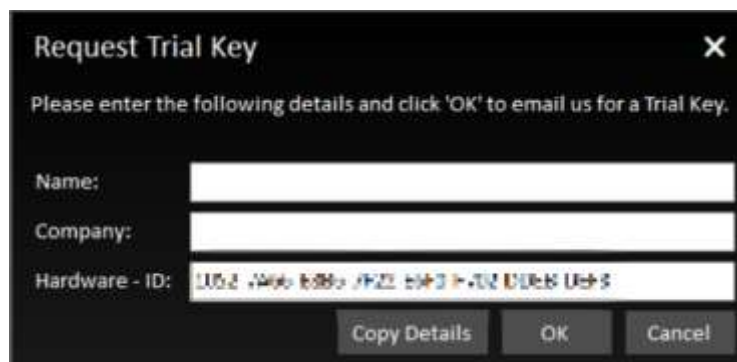 Request Trial Key
Please enter the following details and click 'OK' to email us for a Trial Key.
Name:
Company:
Hardware - ID:
Copy Details OK Cancel